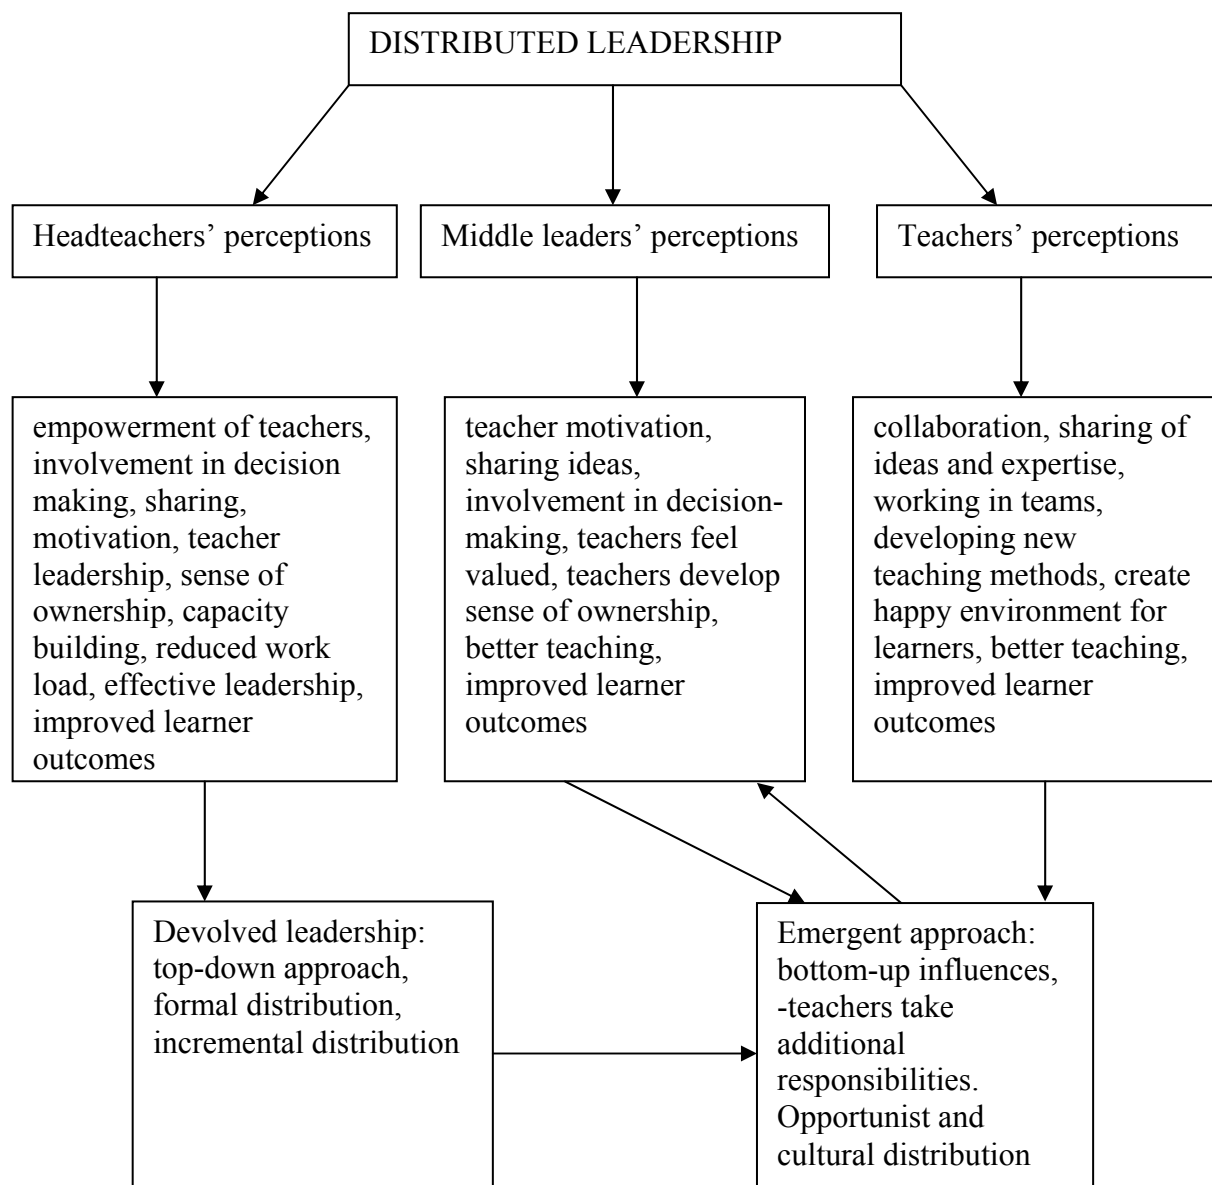 DISTRIBUTED LEADERSHIP
Headteachers’ perceptions
Middle leaders’ perceptions
Teachers’ perceptions
empowerment of teachers,
involvement in decision
making, sharing,
motivation, teacher
leadership, sense of
ownership, capacity
building, reduced work
load, effective leadership,
improved learner
outcomes
teacher motivation,
sharing ideas,
involvement in decision-
making, teachers feel
valued, teachers develop
sense of ownership,
better teaching,
improved learner
outcomes
collaboration, sharing of
ideas and expertise,
working in teams,
developing new
teaching methods, create
happy environment for
learners, better teaching,
improved learner
outcomes
Devolved leadership:
top-down approach,
formal distribution,
incremental distribution
Emergent approach:
bottom-up influences,
-teachers take
additional
responsibilities.
Opportunist and
cultural distribution